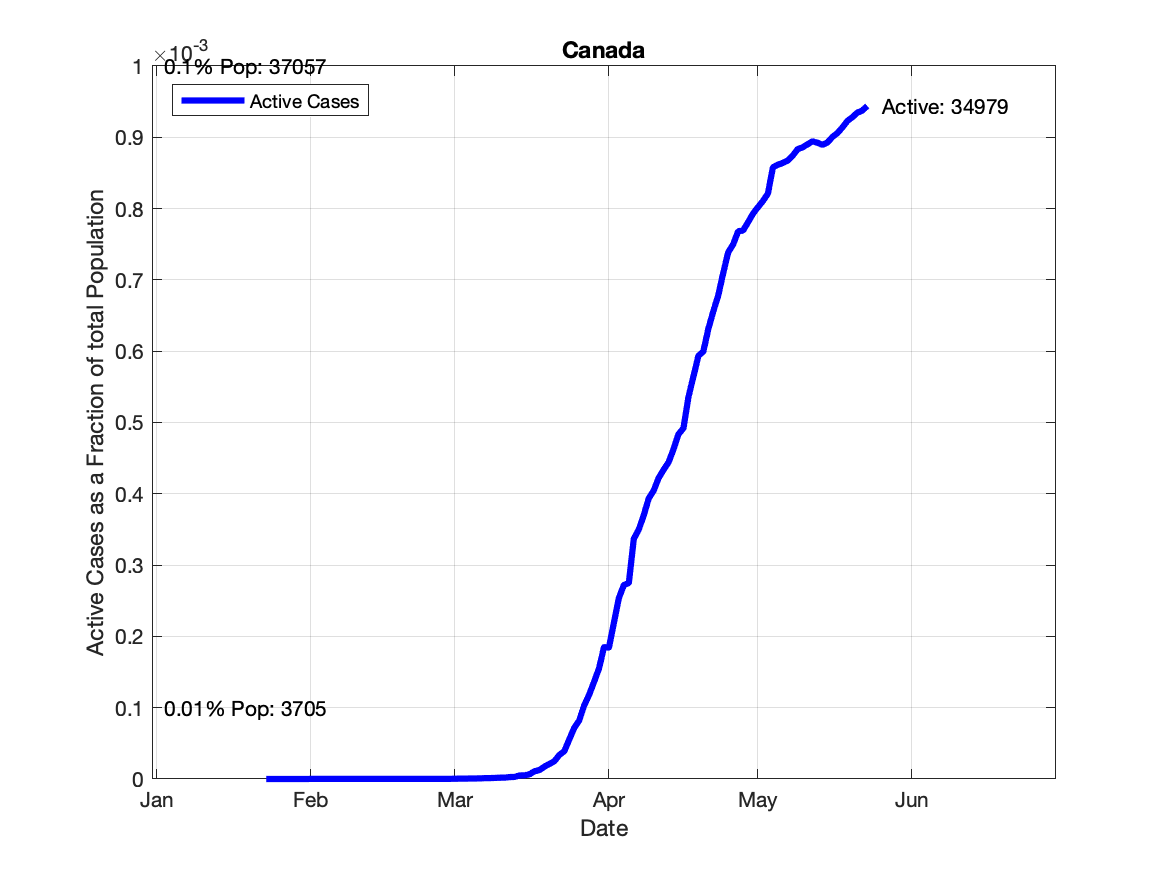 Canada
×10-3
1
0.1% Pop: 37057
Active Cases
Active: 34979
0.9
0.8
0.7
0.6
0.5
0.4
0.3
0.2
0.1
0.01% Pop: 3705
0
Active Cases as a Fraction of total Population
Jan Feb Mar Apr May Jun
Date